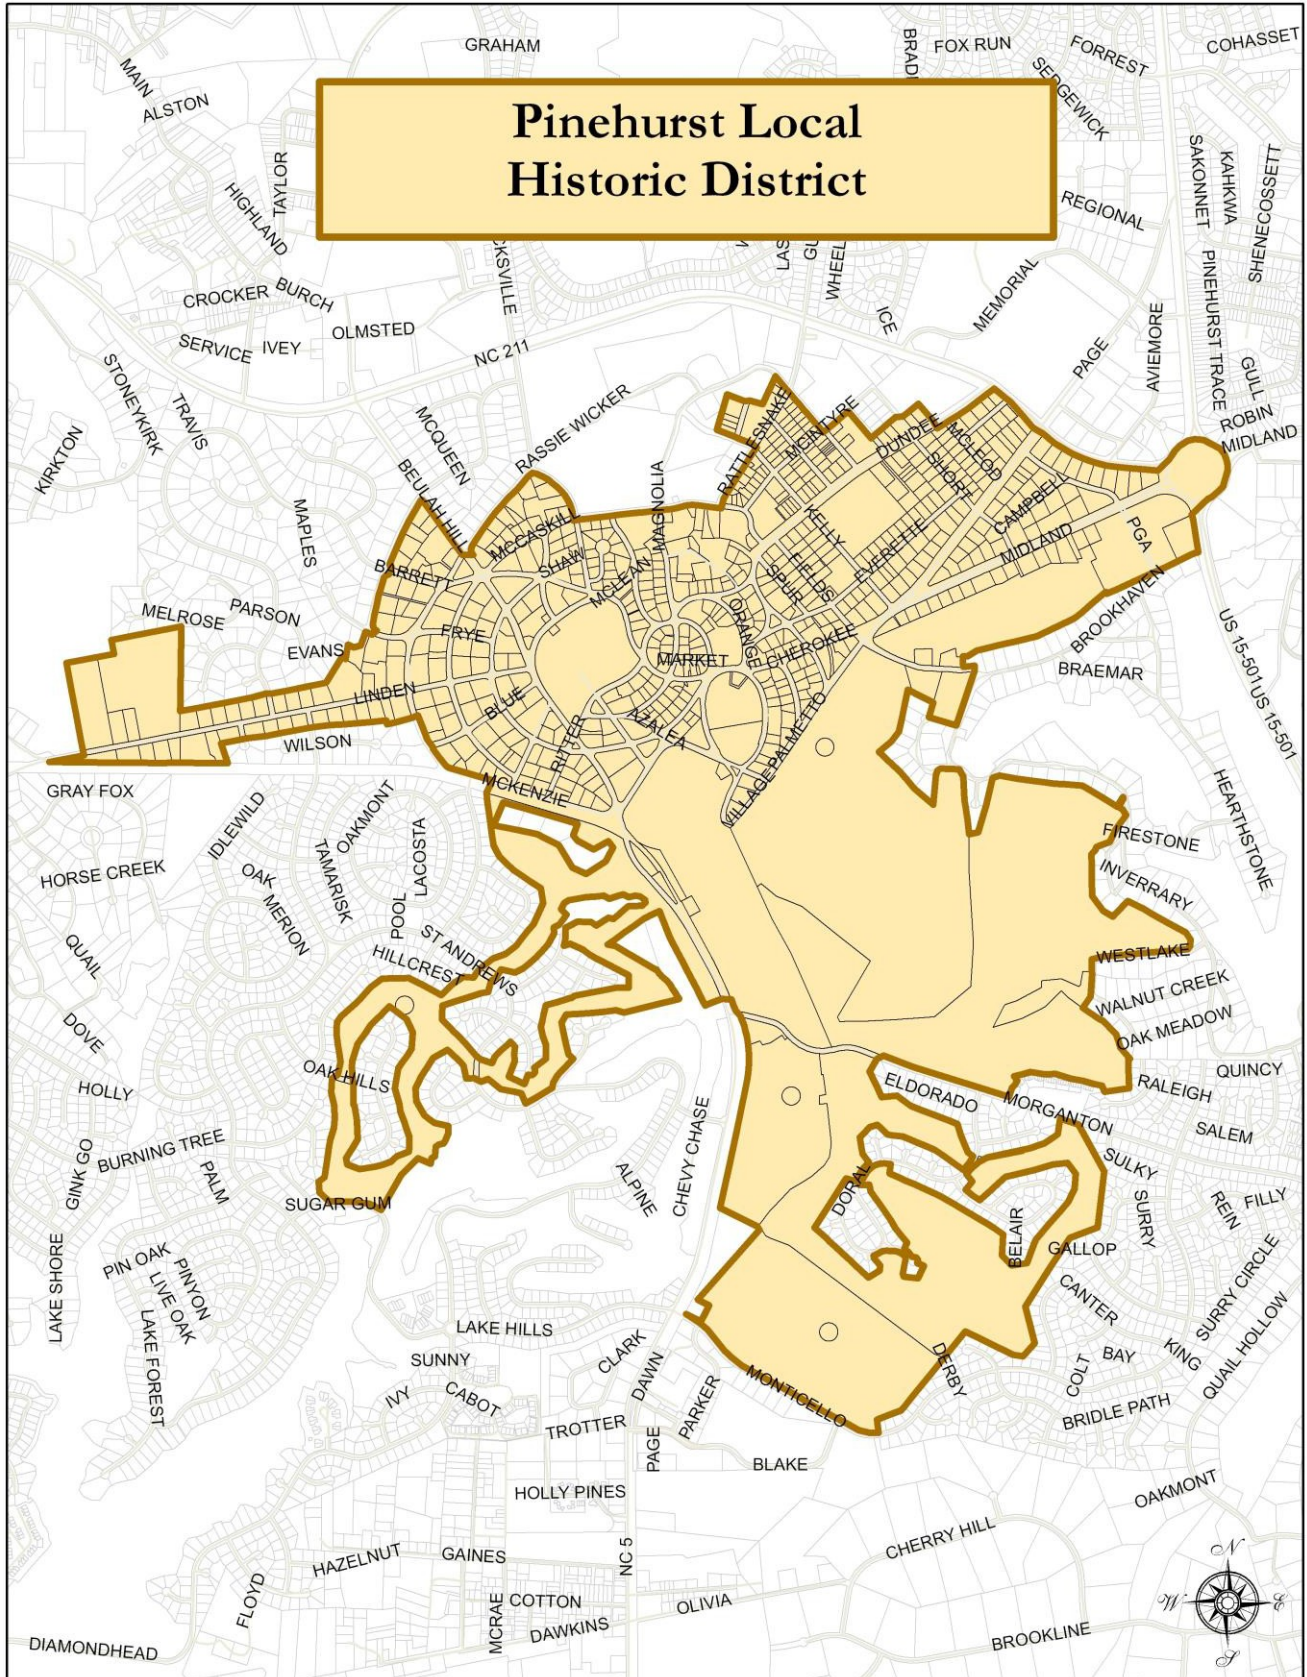 GRAHAM
BRADI
FOX RUN
FORREST
COHASSET
MAIN
ALSTON
SEDGEWICK
Pinehurst Local
Historic District
TAYLOR
HIGHLAND
SAKONNET
KAHKWA
SHENECOSSETT
REGIONAL
CKSVILLE
LAS
GU
WHEEL
ICE
MEMORIAL
PINEHURST TRACE
CROCKER
BURCH
SERVICE
IVEY
OLMSTED
NC 211
PAGE
AVIEMORE
GULL
ROBIN
MIDLAND
STONEYKIRK
TRAVIS
KIRKTON
MCQUEEN
RASSIE WICKER
BEULAH HILL
MAPLES
MAGNOLIA
RATTLESNAKE
MCINTYRE
DUNDEE
MCLEOD
SHORT
CAMPBELL
MIDLAND
PGA
MCCASKILL
SHAW
MCLEAN
KELLY
EVERETTE
FIELDS
SPUR
BARRETT
MELROSE
PARSON
EVANS
FRYE
ORANGE
MARKET
CHEROKEE
BROOKHAVEN
BRAEMAR
US 15-501
US 15-501
LINDEN
BLUE
RITTER
AZALEA
WILSON
VILLAGE
PALMETTO
MCKENZIE
GRAY FOX
IDLEWILD
OAKMONT
LACOSTA
TAMARISK
HORSE CREEK
OAK
MERION
POOL
HEARTHSTONE
FIRESTONE
INVERRARY
QUAIL
ST ANDREWS
HILLCREST
WESTLAKE
WALNUT CREEK
OAK MEADOW
DOVE
HOLLY
OAK HILLS
ELDORADO
MORGANTON
RALEIGH
QUINCY
SALEM
GINK GO
BURNING TREE
PALM
SUGAR GUM
ALPINE
CHEVY CHASE
DORAL
SULKY
SURRY
REIN
FILLY
BELAIR
GALLOP
LAKE SHORE
PIN OAK
PINYON
LIVE OAK
LAKE FOREST
CANTER
SURRY CIRCLE
QUAIL HOLLOW
KING
LAKE HILLS
SUNNY
IVY
CABOT
CLARK
DAWN
PARKER
MONTICELLO
DERBY
COLT
BAY
BRIDLE PATH
TROTTER
PAGE
BLAKE
HOLLY PINES
OAKMONT
CHERRY HILL
N
W
E
S
HAZELNUT
GAINES
NC 5
FLOYD
MCRAE
COTTON
DAWKINS
OLIVIA
BROOKLINE
DIAMONDHEAD